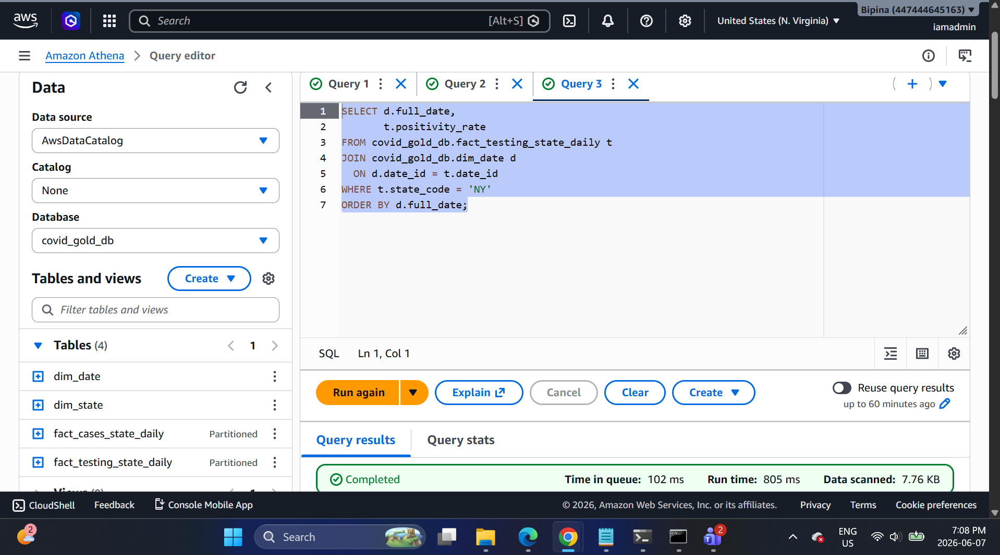 aws
Search
[Alt+S]
United States (N. Virginia)
Bipina (447444645163)
iamadmin
Amazon Athena
Query editor
Data
Data source
AwsDataCatalog
Catalog
None
Database
covid_gold_db
Tables and views
Create
Filter tables and views
Tables (4)
1
dim_date
dim_state
fact_cases_state_daily Partitioned
fact_testing_state_daily Partitioned
Query 1
Query 2
Query 3
1 SELECT d.full_date,
2 t.positivity_rate
3 FROM covid_gold_db.fact_testing_state_daily t
4 JOIN covid_gold_db.dim_date d
5 ON d.date_id = t.date_id
6 WHERE t.state_code = 'NY'
7 ORDER BY d.full_date;
SQL Ln 1, Col 1
Run again
Explain
Cancel
Clear
Create
Reuse query results
up to 60 minutes ago
Query results
Query stats
Completed
Time in queue: 102 ms
Run time: 805 ms
Data scanned: 7.76 KB
CloudShell
Feedback
Console Mobile App
© 2026, Amazon Web Services, Inc. or its affiliates.
Privacy
Terms
Cookie preferences
2
Search
T
2
ENG
US
7:08 PM
2026-06-07